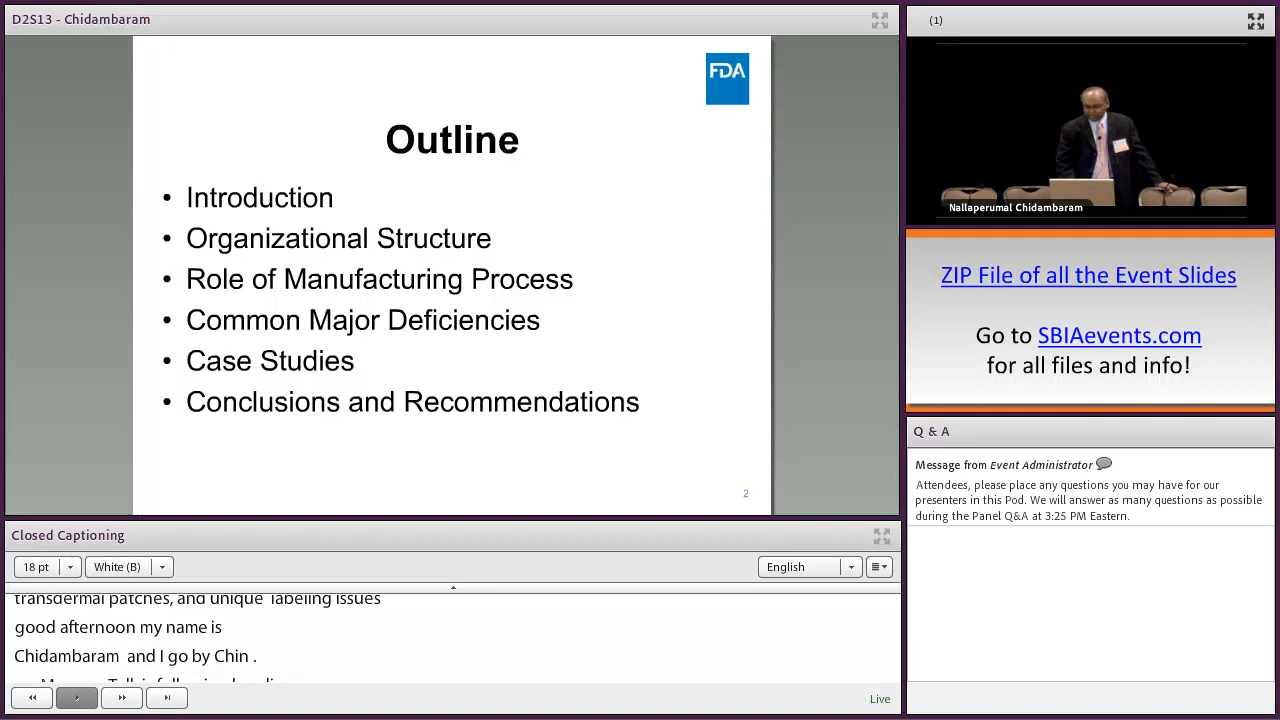 D2S13 - Chidambaram
FDA
Outline
• Introduction
• Organizational Structure
• Role of Manufacturing Process
• Common Major Deficiencies
• Case Studies
• Conclusions and Recommendations
2
Closed Captioning
18 pt
White (B)
English
transdermal patches, and unique labeling issues
good afternoon my name is
Chidambaram and I go by Chin .
Live
(1)
Nallaperumal Chidambaram
ZIP File of all the Event Slides
Go to SBIAevents.com
for all files and info!
Q & A
Message from Event Administrator
Attendees, please place any questions you may have for our
presenters in this Pod. We will answer as many questions as possible
during the Panel Q&A at 3:25 PM Eastern.